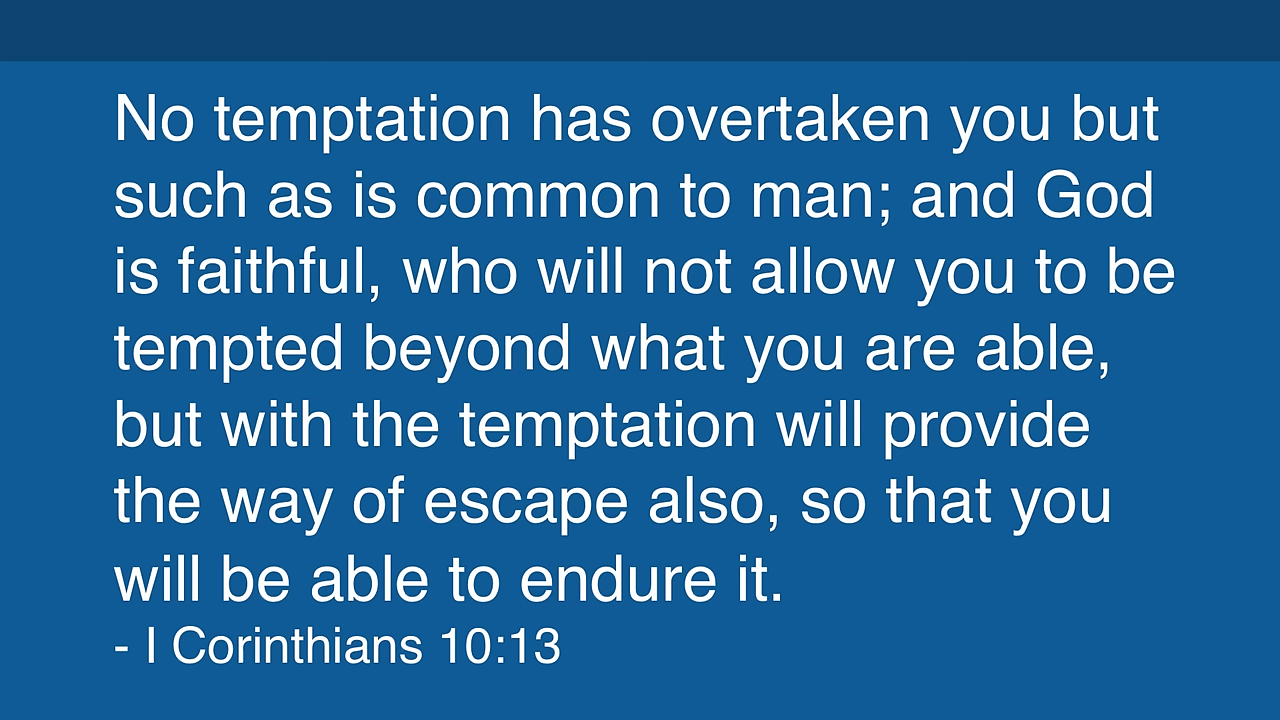 No temptation has overtaken you but
such as is common to man; and God
is faithful, who will not allow you to be
tempted beyond what you are able,
but with the temptation will provide
the way of escape also, so that you
will be able to endure it.
- I Corinthians 10:13